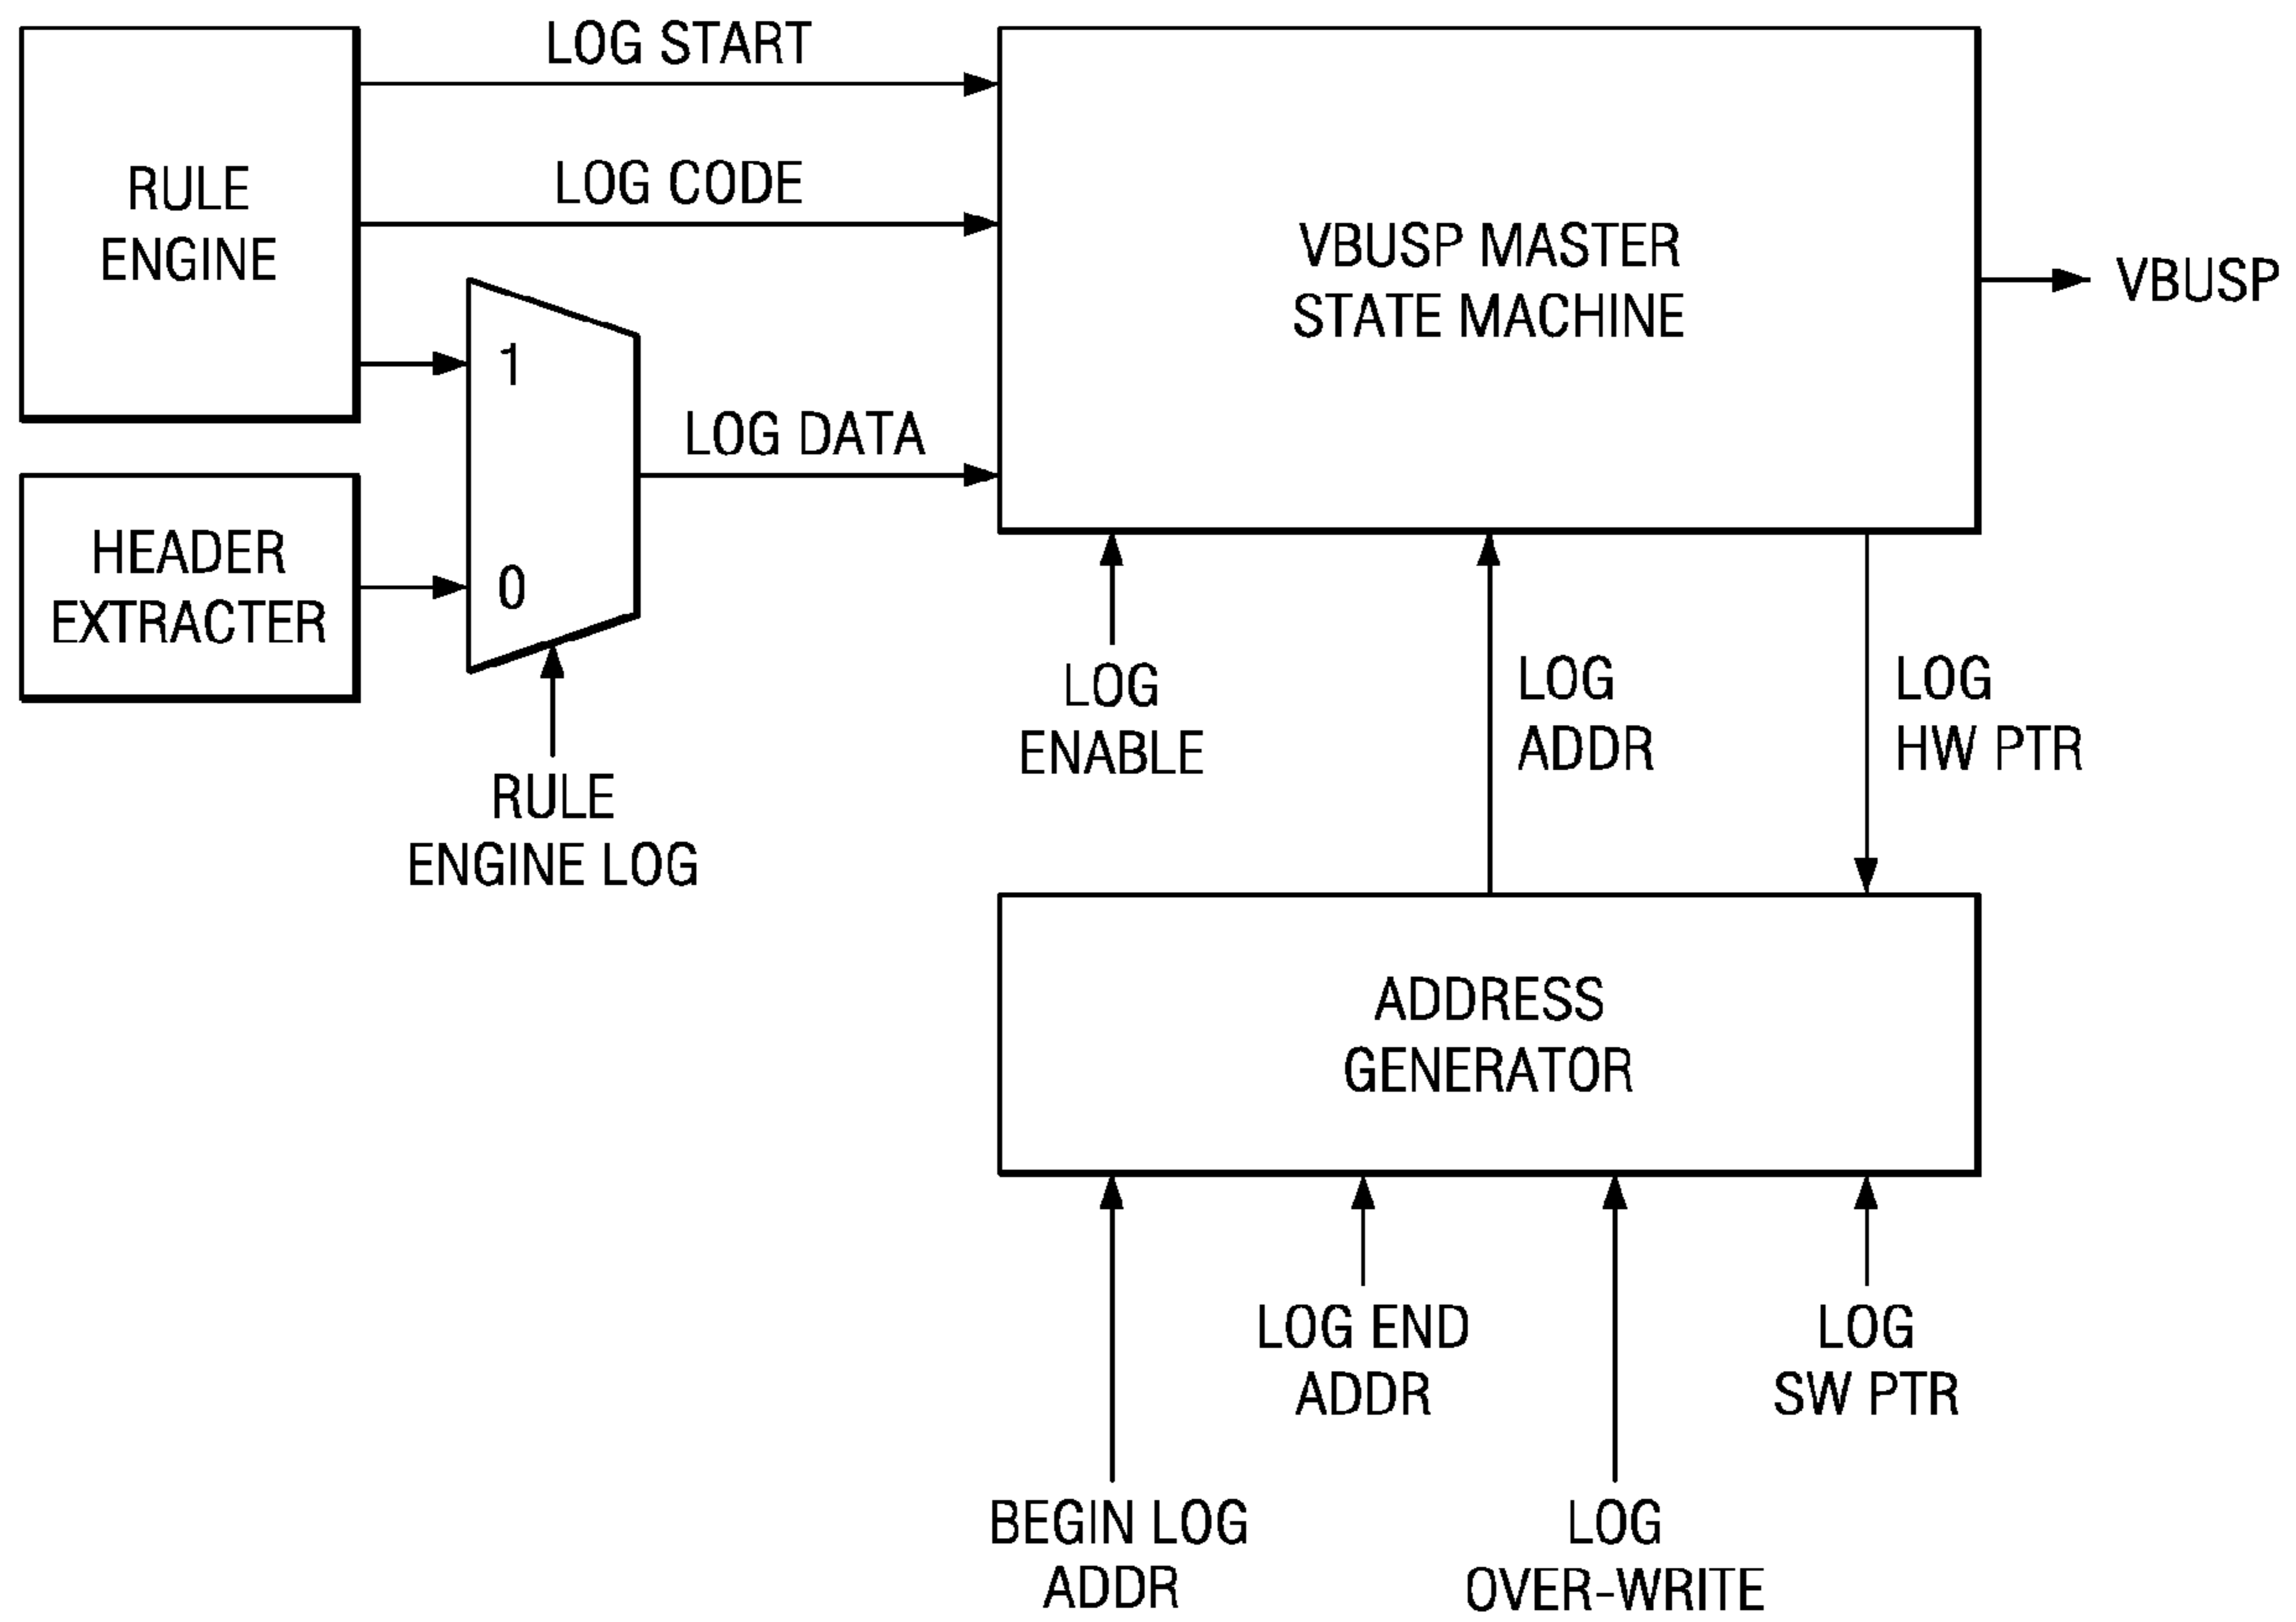 LOG START
RULE
ENGINE
LOG CODE
VBUSP MASTER
STATE MACHINE
VBUSP
1
LOG DATA
HEADER
EXTRACTER
0
RULE
ENGINE LOG
LOG
ENABLE
LOG
ADDR
LOG
HW PTR
ADDRESS
GENERATOR
LOG END
ADDR
LOG
SW PTR
BEGIN LOG
ADDR
LOG
OVER-WRITE